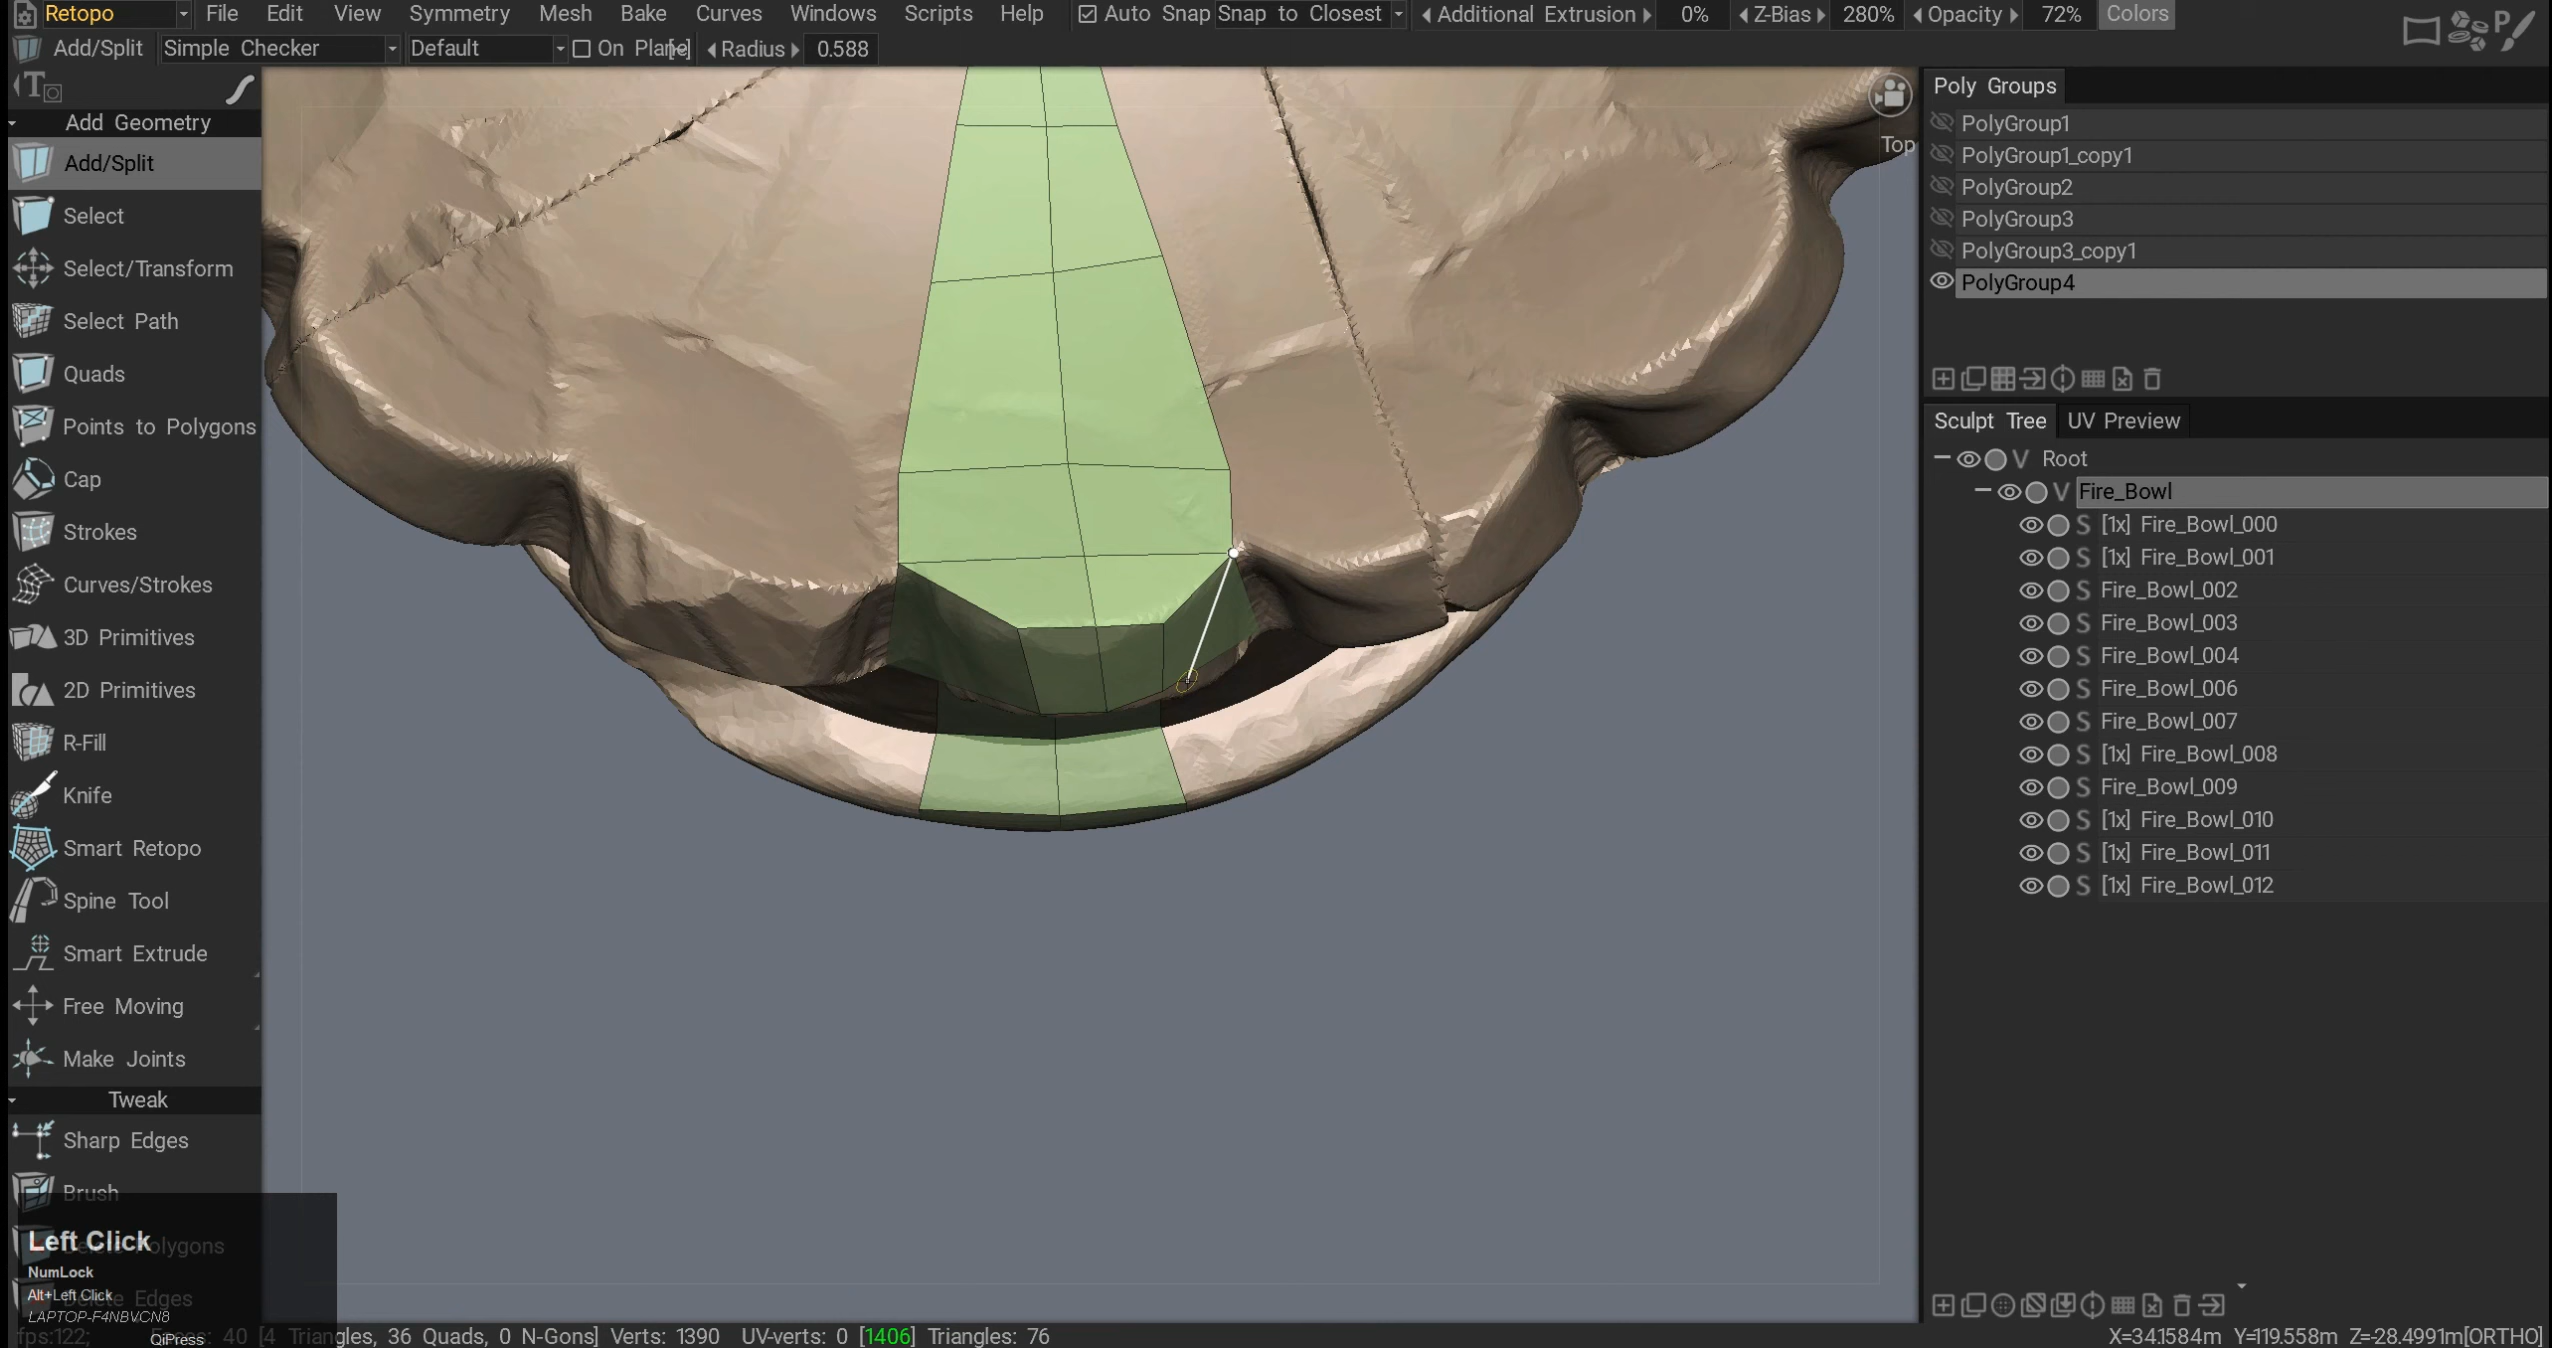 Retopo File Edit View Symmetry Mesh Bake Curves Windows Scripts Help Auto Snap Snap to Closest Additional Extrusion 0% Z-Bias 280% Opacity 72% Colors
Add/Split Simple Checker Default On Plane Radius 0.588
Add Geometry
Add/Split
Select
Select/Transform
Select Path
Quads
Points to Polygons
Cap
Strokes
Curves/Strokes
3D Primitives
2D Primitives
R-Fill
Knife
Smart Retopo
Spine Tool
Smart Extrude
Free Moving
Make Joints
Tweak
Sharp Edges
Brush
Left Click
NumLock
Alt+Left Click
Edges
LAPTOP-F4NBVCN8
QiPress
Top
Poly Groups
PolyGroup1
PolyGroup1_copy1
PolyGroup2
PolyGroup3
PolyGroup3_copy1
PolyGroup4
Sculpt Tree UV Preview
V Root
V Fire_Bowl
S [1x] Fire_Bowl_000
S [1x] Fire_Bowl_001
S Fire_Bowl_002
S Fire_Bowl_003
S Fire_Bowl_004
S Fire_Bowl_006
S Fire_Bowl_007
S [1x] Fire_Bowl_008
S Fire_Bowl_009
S [1x] Fire_Bowl_010
S [1x] Fire_Bowl_011
S [1x] Fire_Bowl_012
fps:122; 40 [4 Triangles, 36 Quads, 0 N-Gons] Verts: 1390 UV-verts: 0 [1406] Triangles: 76
X=34.1584m Y=119.558m Z=-28.4991m[ORTHO]